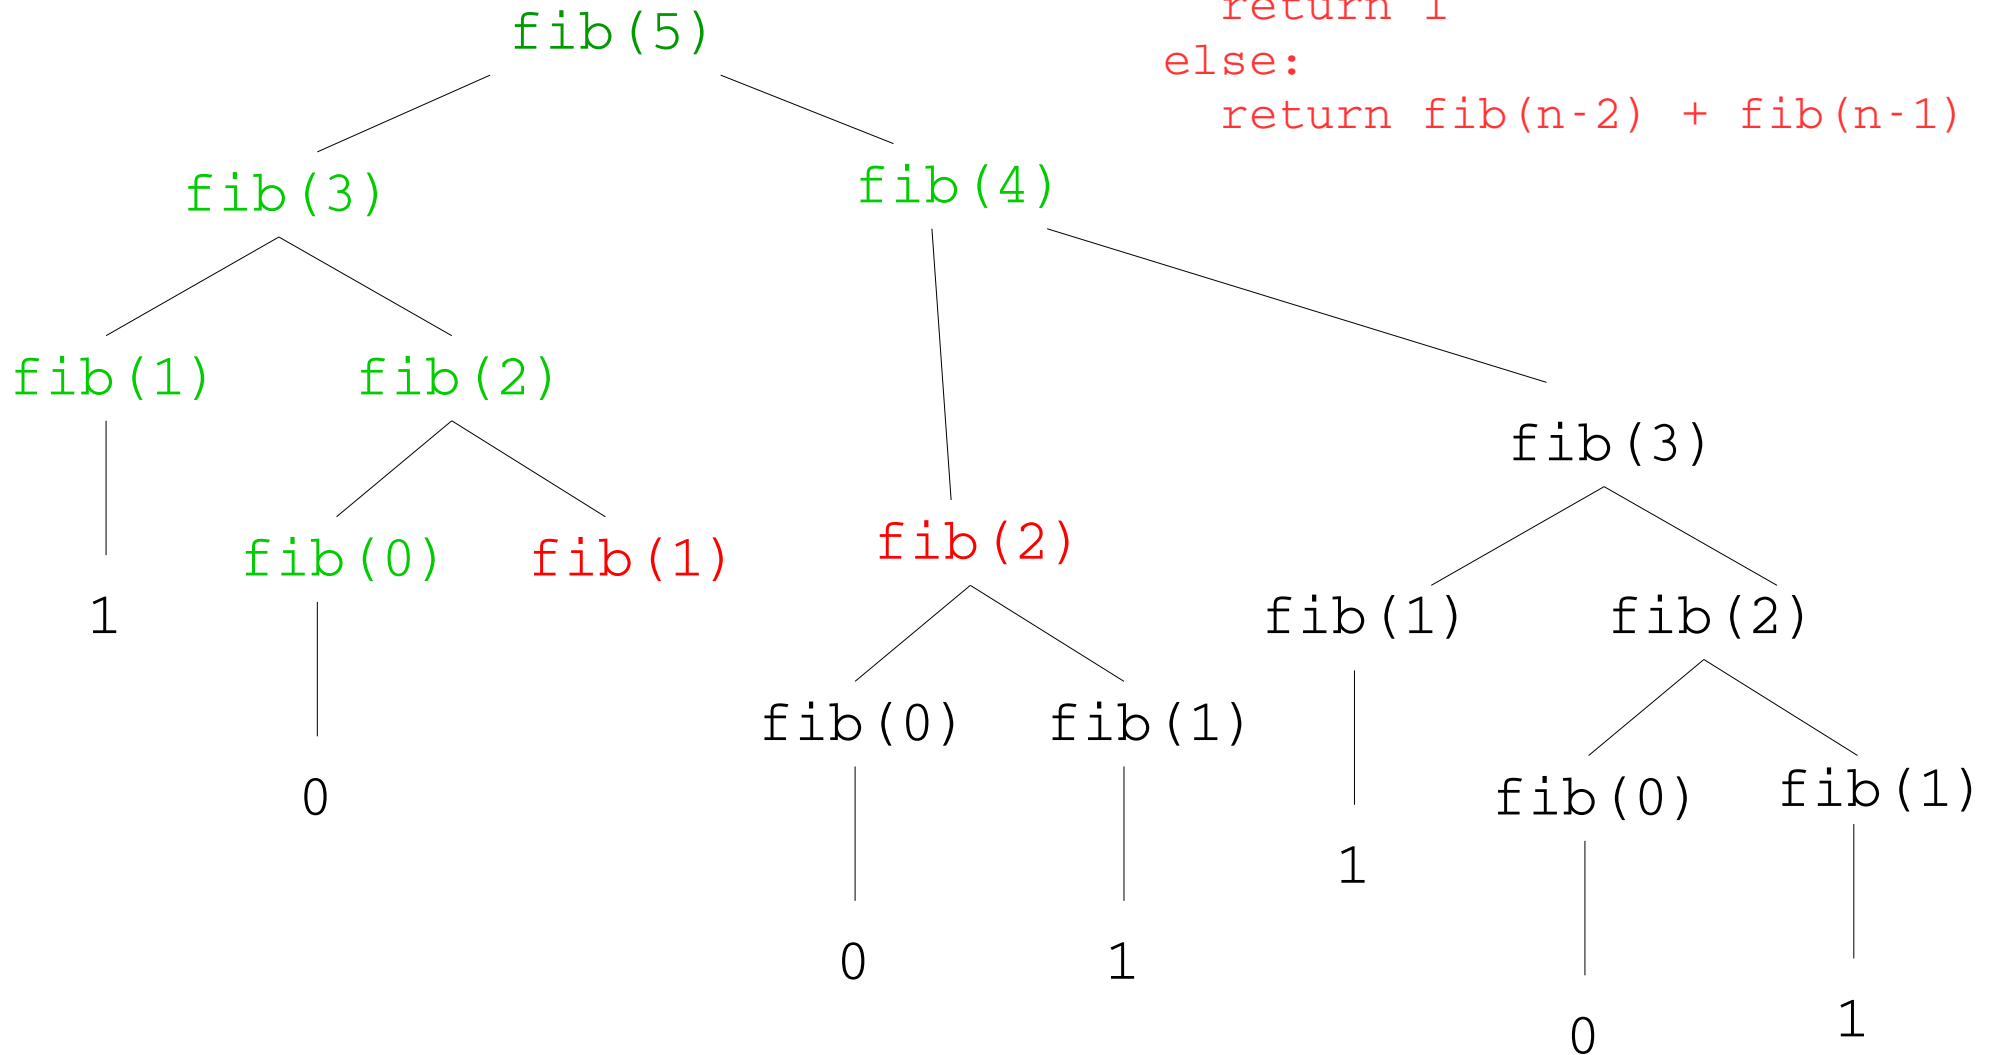 return 1
fib(5)
else:
return fib(n-2) + fib(n-1)
fib(3)
fib(4)
fib(1)
fib(2)
fib(3)
fib(0)
fib(1)
fib(2)
1
fib(1)
fib(2)
fib(0)
fib(1)
0
fib(0)
fib(1)
1
0
1
0
1